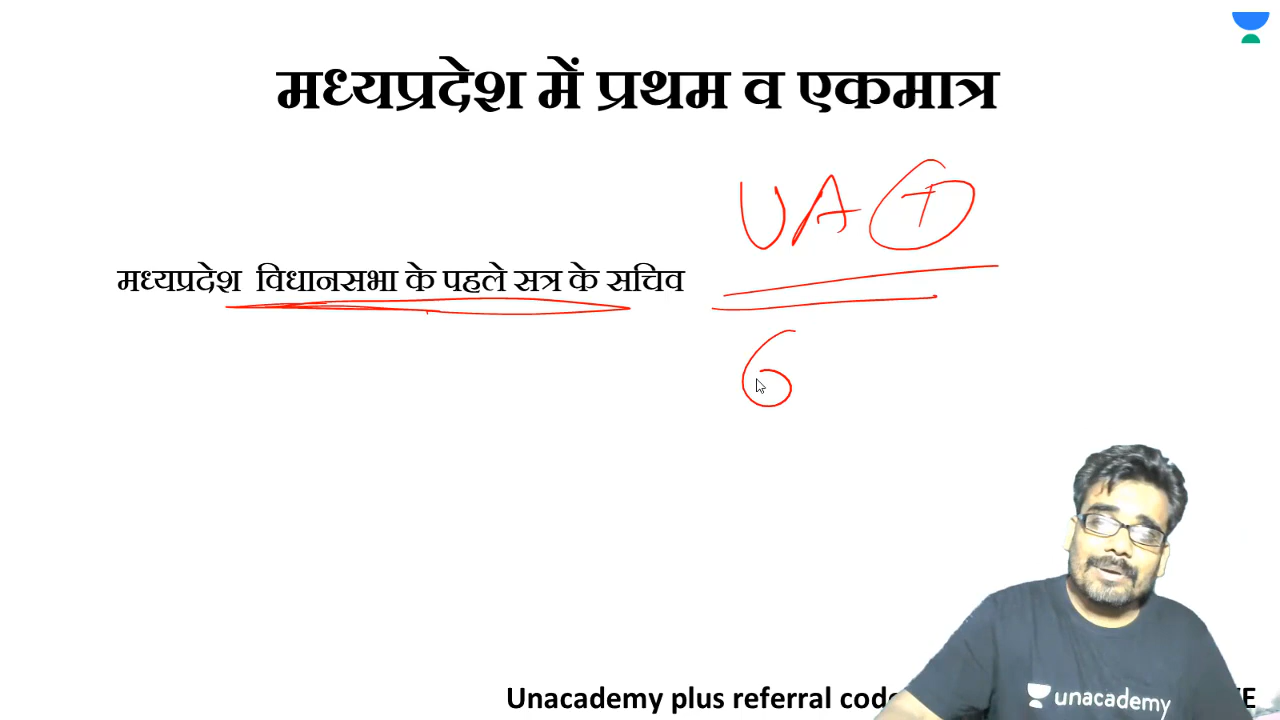 मध्यप्रदेश में प्रथम व एकमात्र
UA
मध्यप्रदेश विधानसभा के पहले सत्र के सचिव
6
unacademy
Unacademy plus referral code